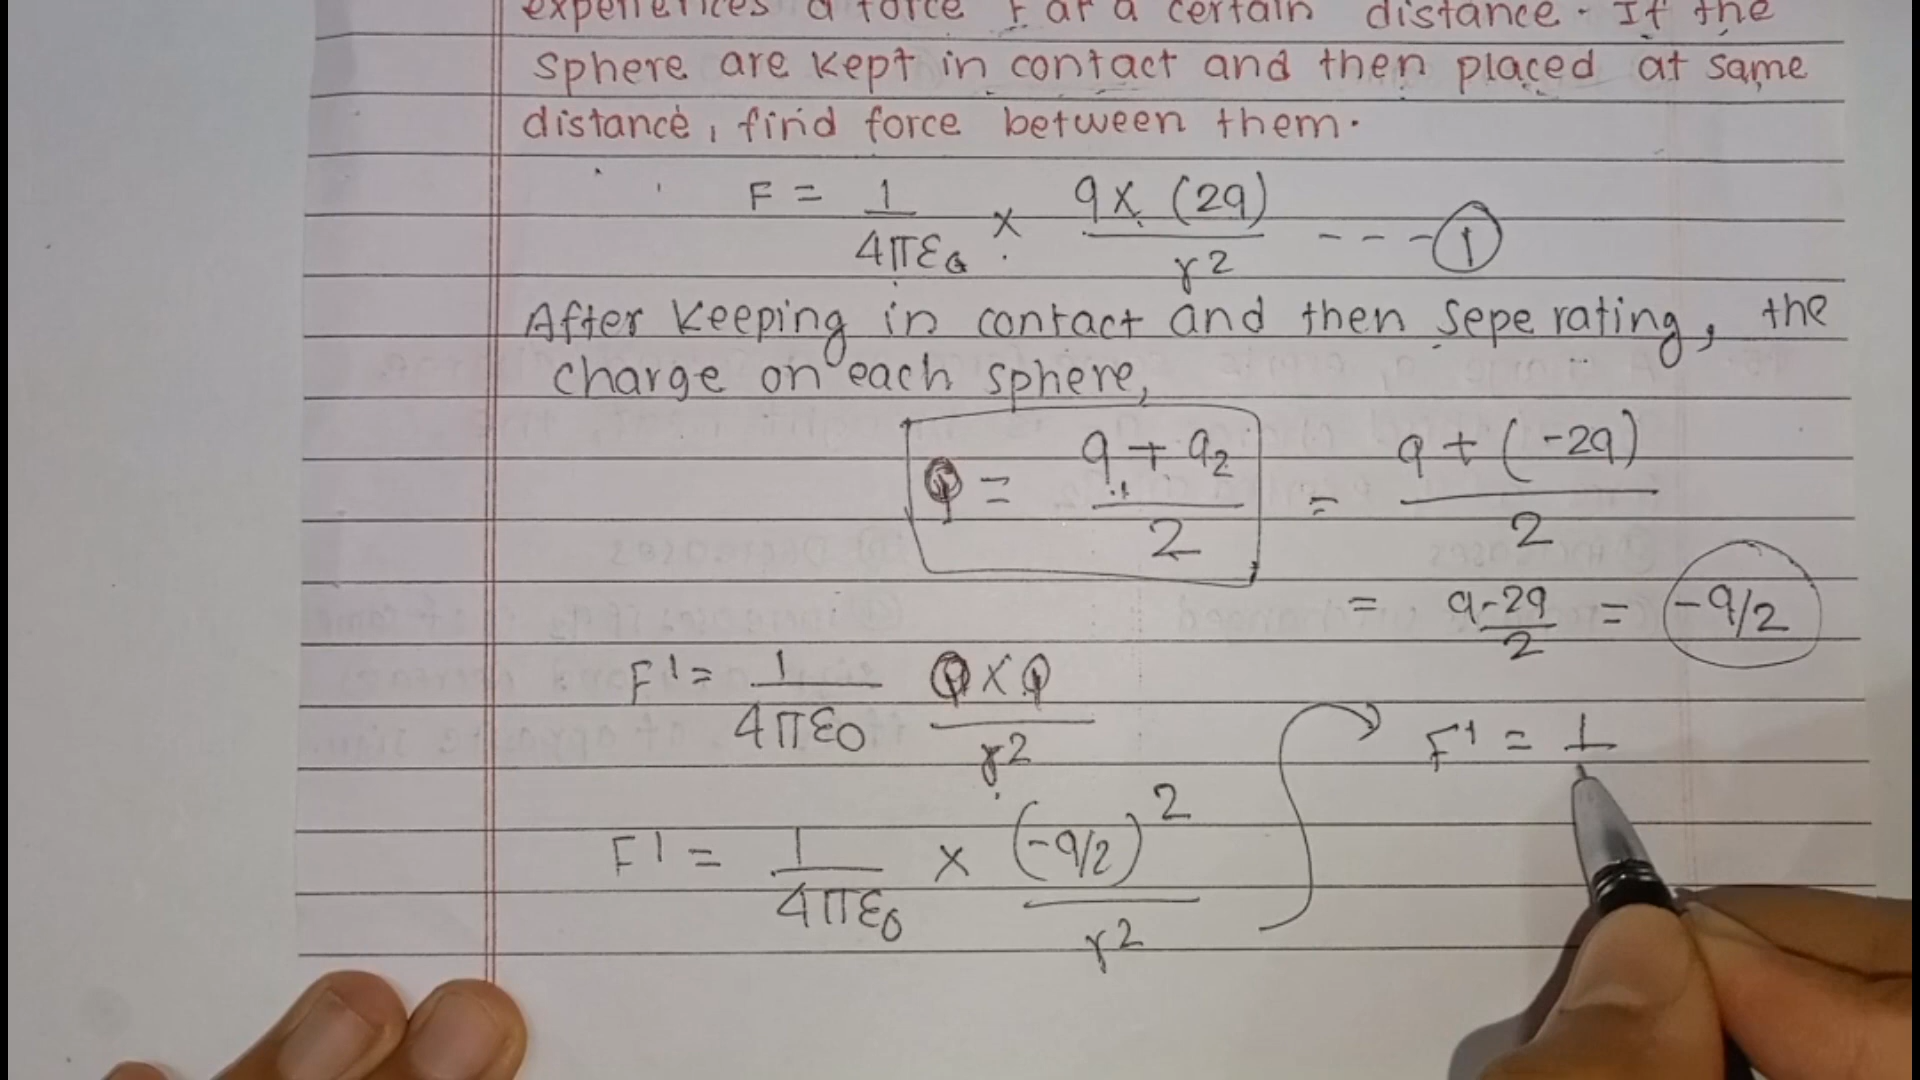 experiences a force F at a certain distance. If the
sphere are kept in contact and then placed at same
distance, find force between them.
F = 1/4πε0 × q × (2q)/r² ---- ①
After keeping in contact and then seperating, the
charge on each sphere,
Q = q1 + q2/2 = q + (-2q)/2
= q-2q/2 = -q/2
F' = 1/4πε0 Q×Q/r²
F' = 1
F' = 1/4πε0 × (-q/2)²/r²